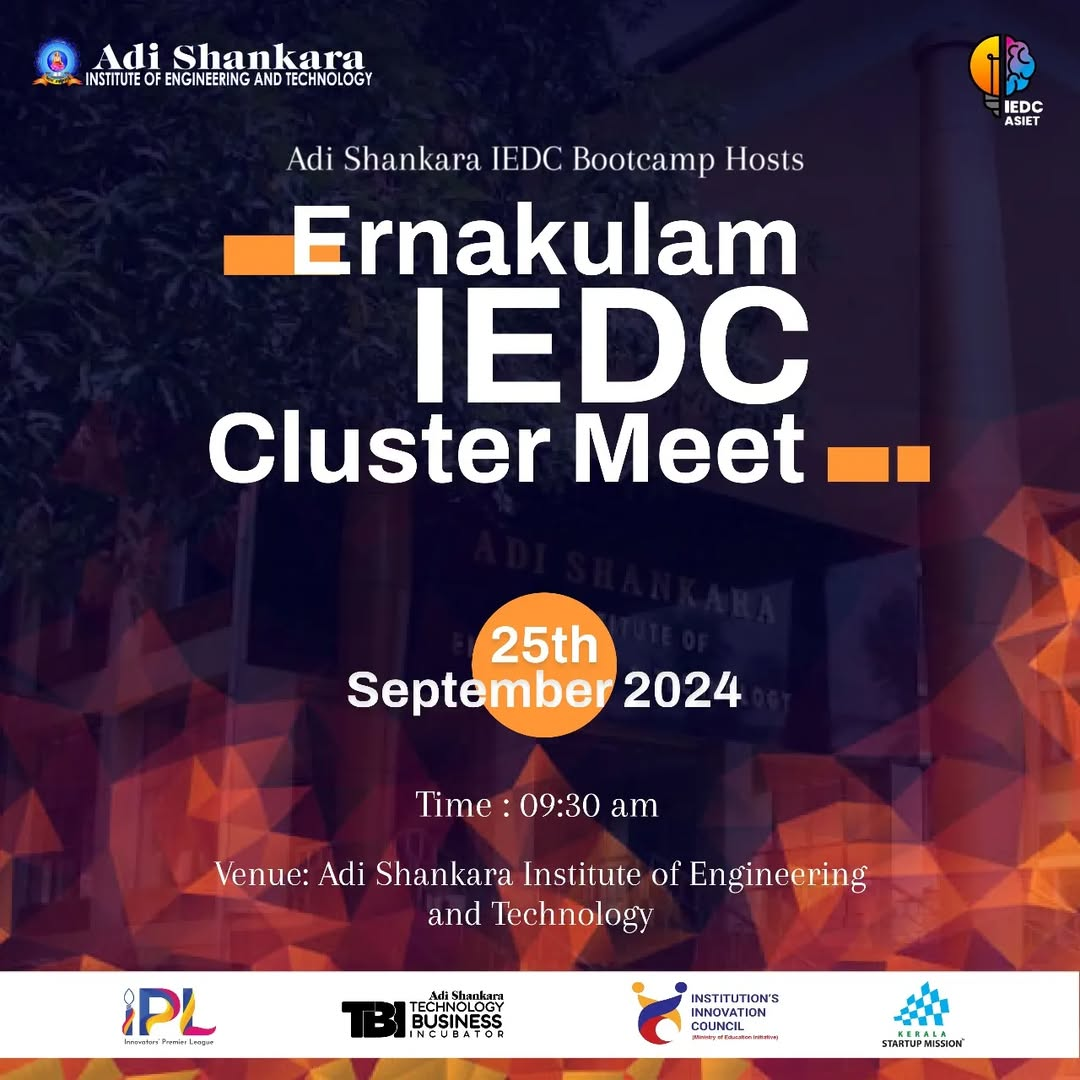 Adi Shankara
INSTITUTE OF ENGINEERING AND TECHNOLOGY
IEDC
ASIET
Adi Shankara IEDC Bootcamp Hosts
Ernakulam
IEDC
Cluster Meet
ADI SHANKARA
25th
September 2024
Time : 09:30 am
Venue: Adi Shankara Institute of Engineering
and Technology
iPL
Innovators' Premier League
TBI
Adi Shankara
TECHNOLOGY
BUSINESS
INCUBATOR
INSTITUTION'S
INNOVATION
COUNCIL
(Ministry of Education Initiative)
KERALA
STARTUP MISSION